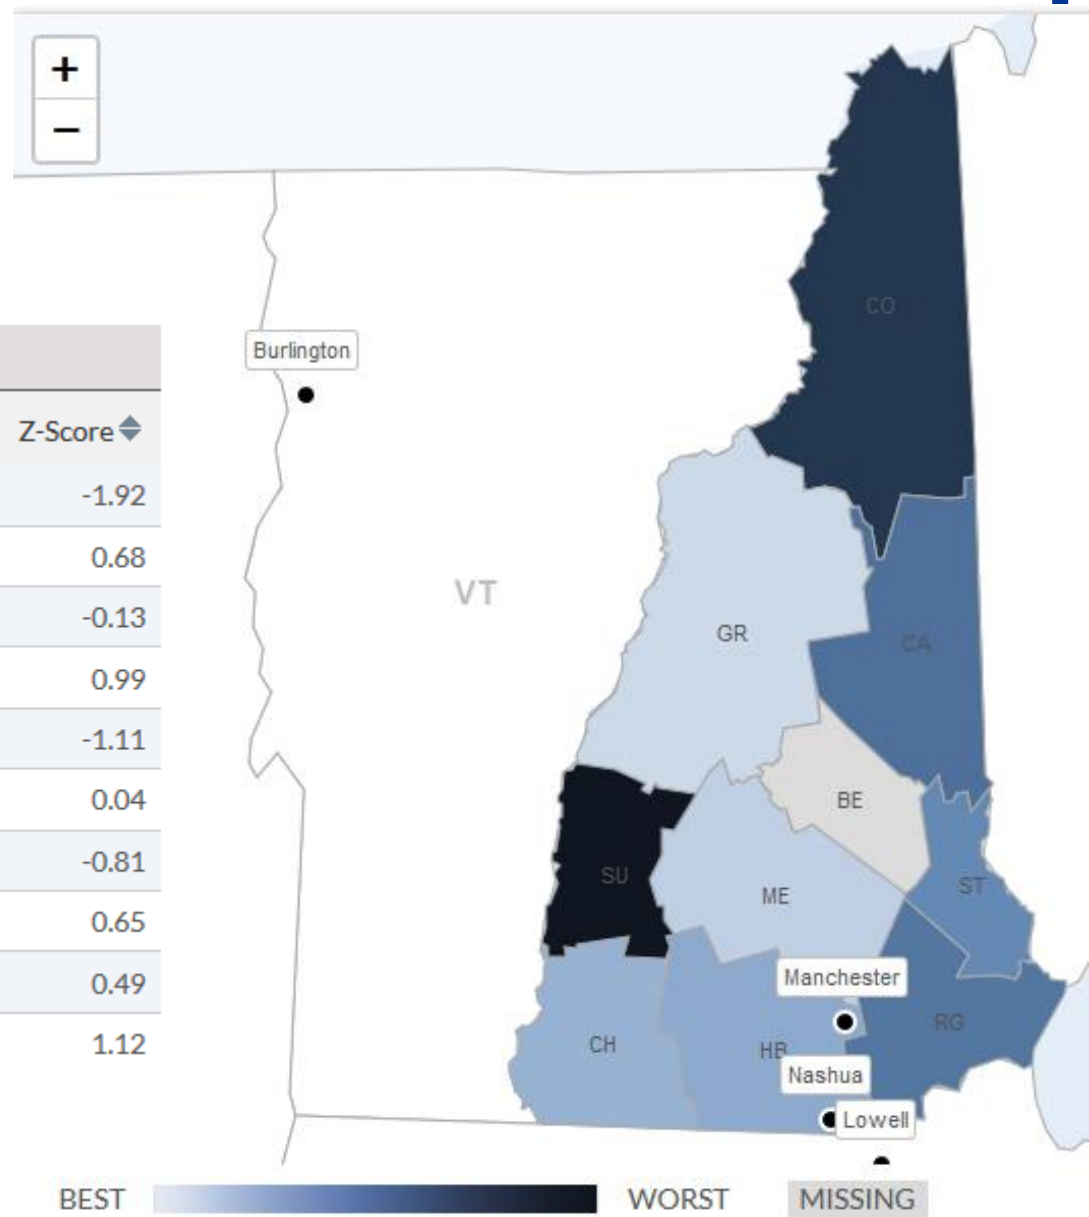 +
−
Burlington
Z-Score
-1.92
0.68
-0.13
0.99
-1.11
0.04
-0.81
0.65
0.49
1.12
VT
CO
GR
CA
BE
SU
ME
ST
Manchester
CH
HB
RG
Nashua
Lowell
BEST
WORST
MISSING